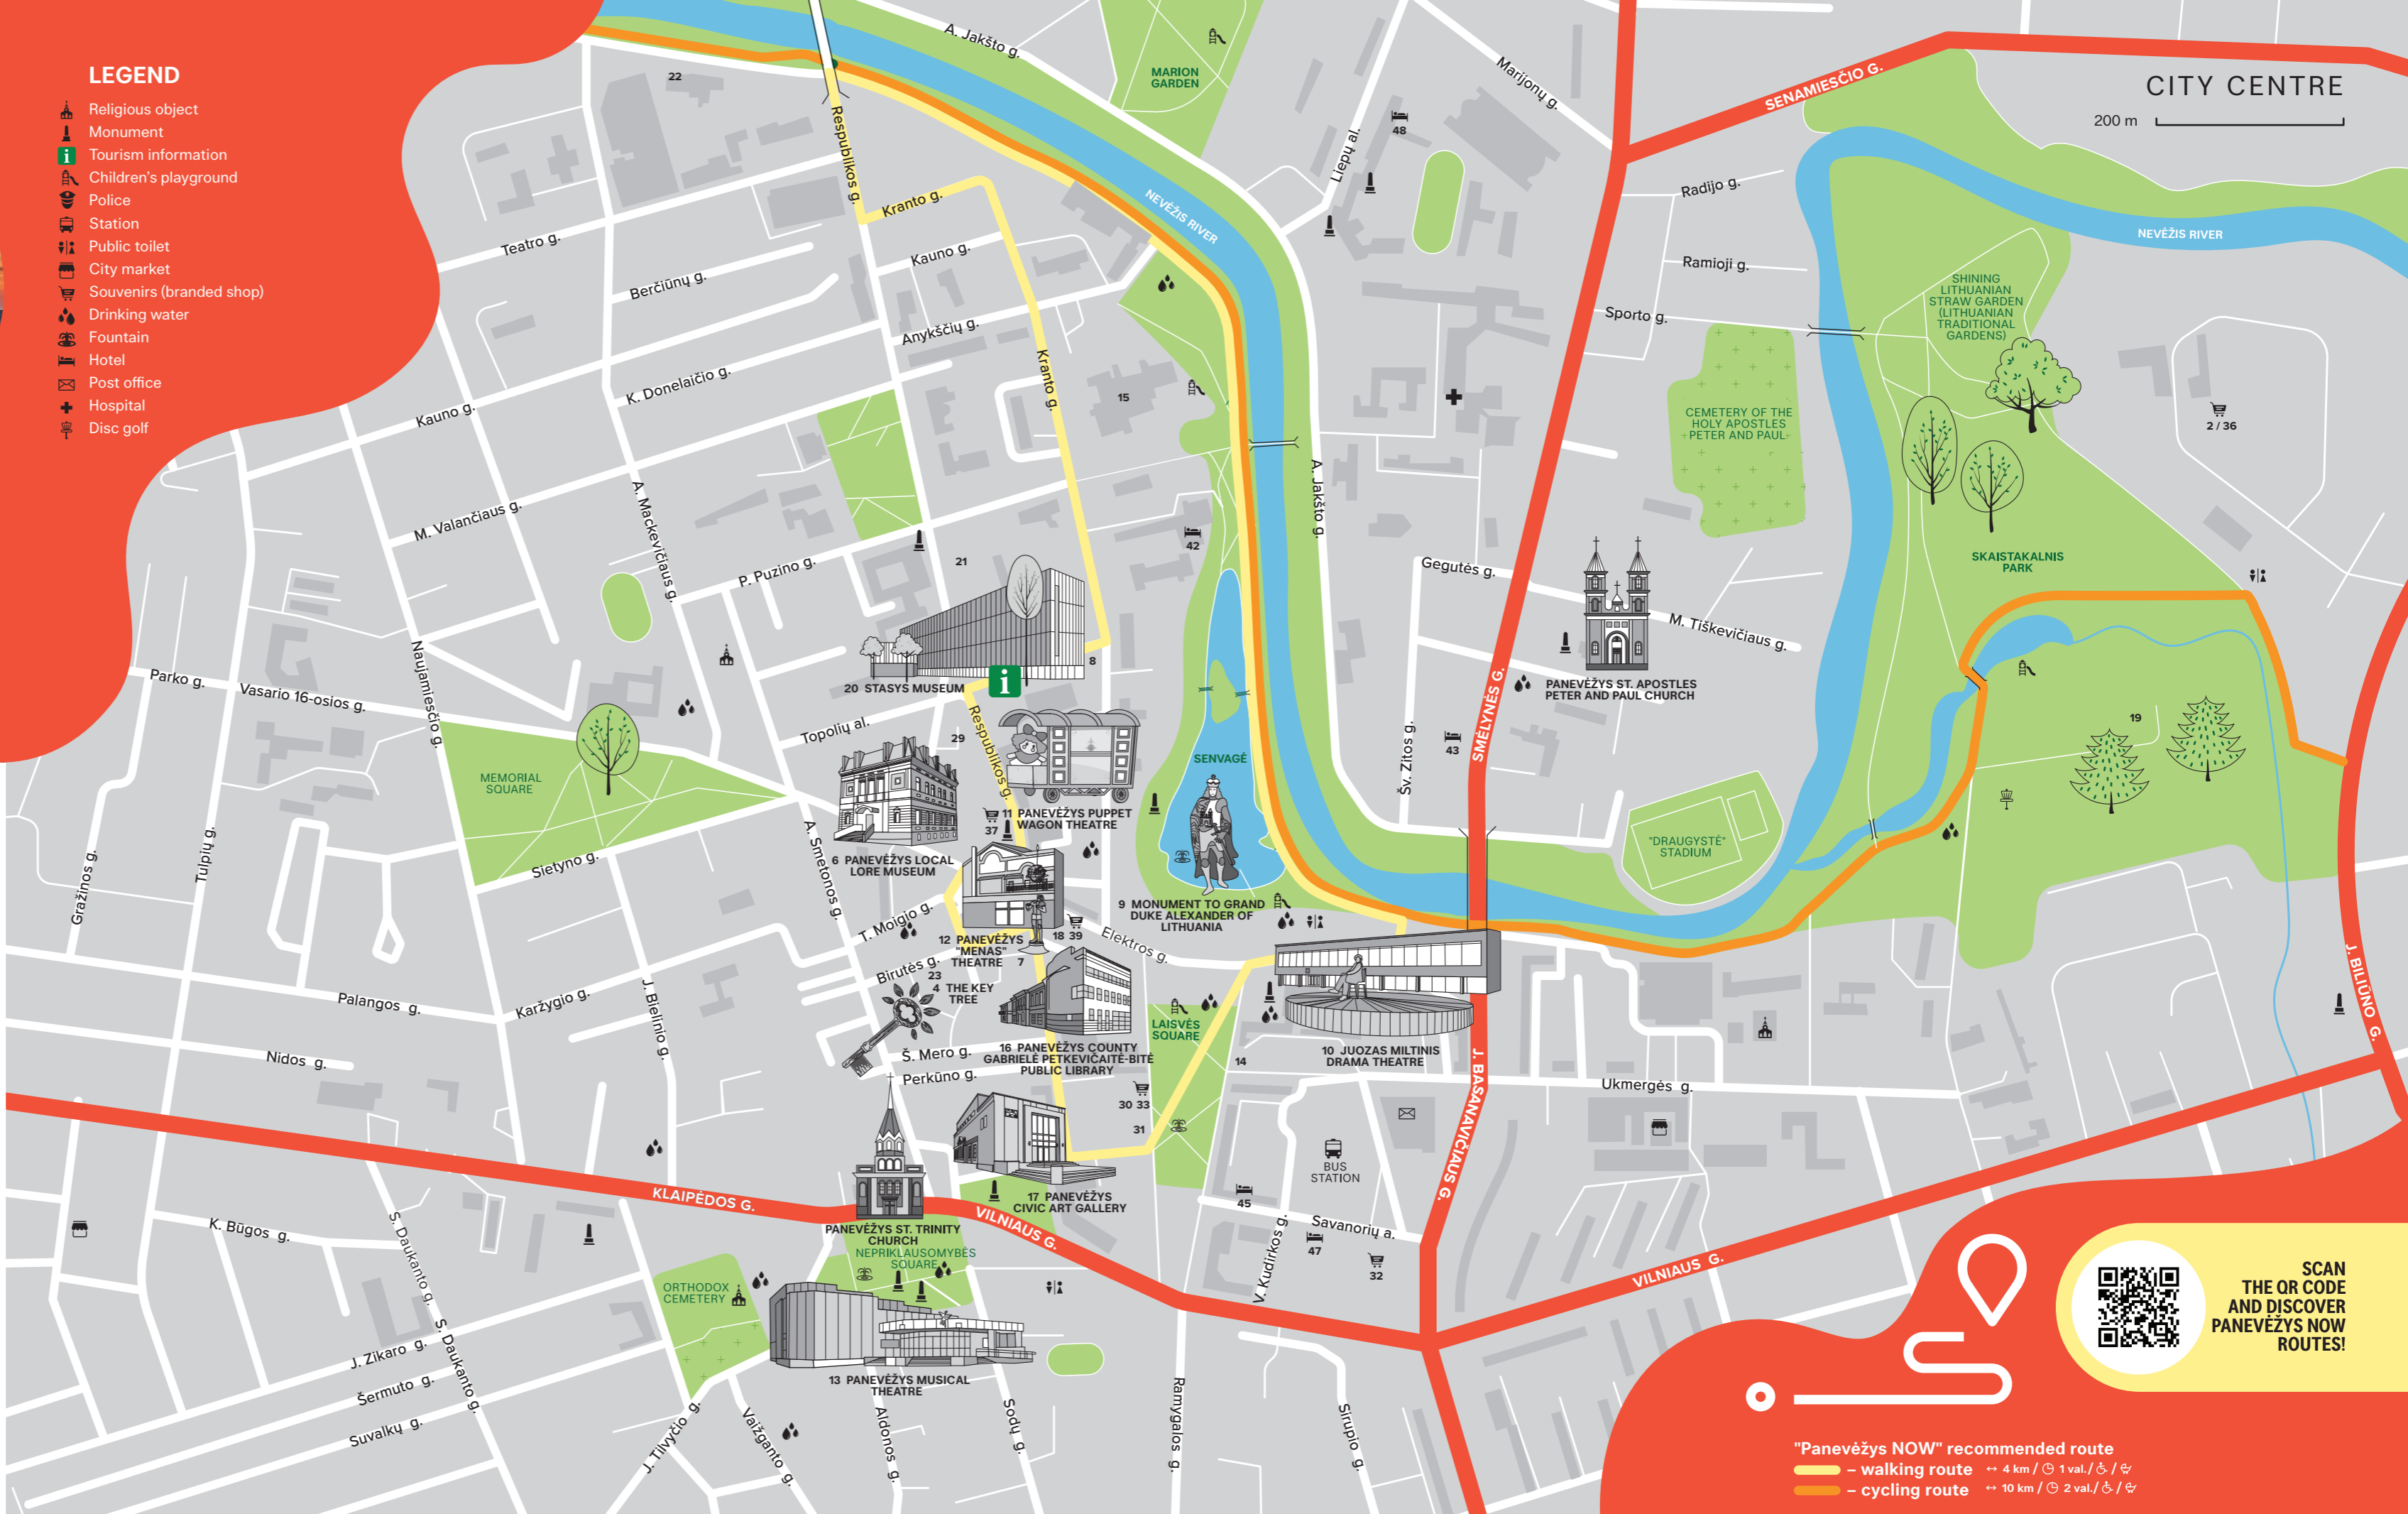 LEGEND
Religious object
Monument
i Tourism information
Children's playground
Police
Station
Public toilet
City market
Souvenirs (branded shop)
Drinking water
Fountain
Hotel
Post office
Hospital
Disc golf
CITY CENTRE
200 m
A. Jakšto g.
MARION
GARDEN
Marijonų g.
SENAMIESČIO G.
22
Respublikos g.
48
Liepų al.
Kranto g.
NEVĖŽIS RIVER
Radijo g.
NEVĖŽIS RIVER
Teatro g.
Kauno g.
Ramioji g.
SHINING
LITHUANIAN
STRAW GARDEN
(LITHUANIAN
TRADITIONAL
GARDENS)
Berčiūnų g.
Anykščių g.
Sporto g.
Kranto g.
K. Donelaičio g.
15
Kauno g.
CEMETERY OF THE
HOLY APOSTLES
PETER AND PAUL
2 / 36
M. Valančiaus g.
A. Mackevičiaus g.
A. Jakšto g.
42
21
P. Puzino g.
Gegutės g.
SKAISTAKALNIS
PARK
M. Tiškevičiaus g.
Naujamiesčio g.
8
20 STASYS MUSEUM
i
Parko g.
Vasario 16-osios g.
PANEVĖŽYS ST. APOSTLES
PETER AND PAUL CHURCH
SMĖLYNĖS G.
Topolių al.
29
Respublikos g.
Šv. Zitos g.
43
19
SENVAGĖ
MEMORIAL
SQUARE
37
11 PANEVĖŽYS PUPPET
WAGON THEATRE
"DRAUGYSTĖ"
STADIUM
Gražinos g.
Tulpių g.
Sietyno g.
A. Smetonos g.
6 PANEVĖŽYS LOCAL
LORE MUSEUM
T. Moigio g.
9 MONUMENT TO GRAND
DUKE ALEXANDER OF
LITHUANIA
18 39
Elektros g.
12 PANEVĖŽYS
"MENAS"
THEATRE
7
Birutės g.
23
4 THE KEY
TREE
Palangos g.
Karžygio g.
J. Bielinio g.
LAISVĖS
SQUARE
J. BILIŪNO G.
Nidos g.
Š. Mero g.
16 PANEVĖŽYS COUNTY
GABRIELĖ PETKEVIČAITĖ-BITĖ
PUBLIC LIBRARY
14
10 JUOZAS MILTINIS
DRAMA THEATRE
Perkūno g.
Ukmergės g.
30 33
31
J. BASANAVIČIAUS G.
BUS
STATION
KLAIPĖDOS G.
17 PANEVĖŽYS
CIVIC ART GALLERY
45
VILNIAUS G.
Savanorių a.
47
32
V. Kudirkos g.
K. Būgos g.
S. Daukanto g.
PANEVĖŽYS ST. TRINITY
CHURCH
NEPRIKLAUSOMYBĖS
SQUARE
ORTHODOX
CEMETERY
VILNIAUS G.
SCAN
THE QR CODE
AND DISCOVER
PANEVĖŽYS NOW
ROUTES!
J. Zikaro g.
S. Daukanto g.
Šermuto g.
Suvalkų g.
13 PANEVĖŽYS MUSICAL
THEATRE
J. Tilvyčio g.
Vaižganto g.
Aldonos g.
Sodų g.
Ramygalos g.
Sirupio g.
"Panevėžys NOW" recommended route
– walking route ↔ 4 km / 1 val./ /
– cycling route ↔ 10 km / 2 val./ /